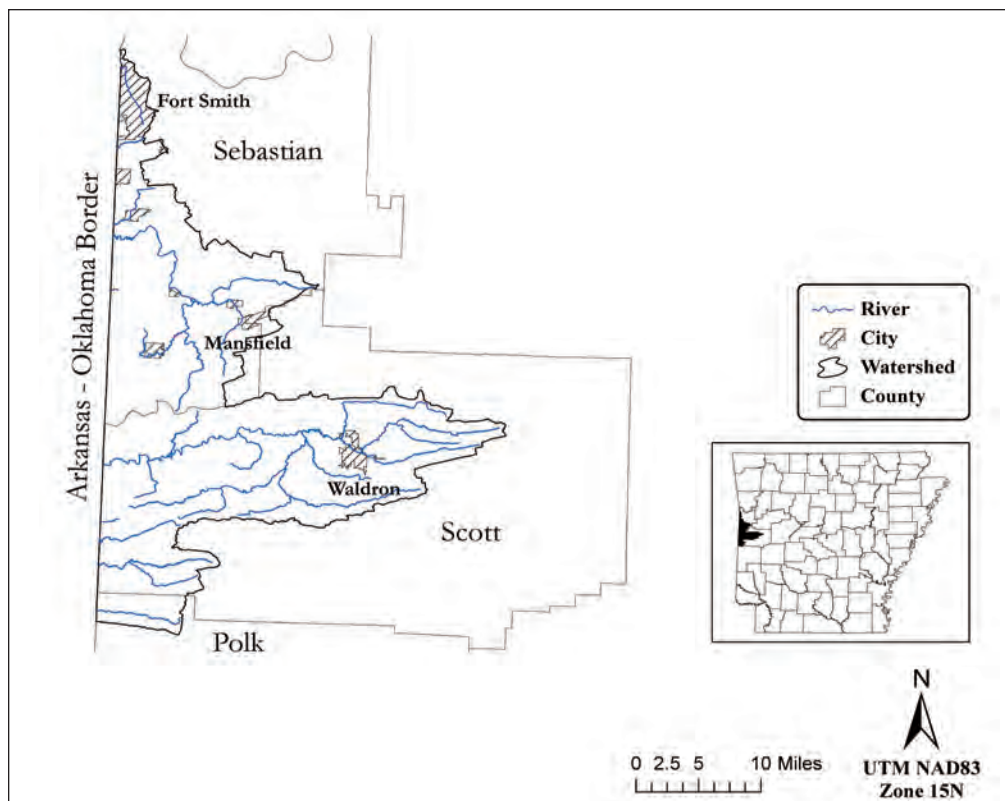 Fort Smith
Sebastian
Arkansas - Oklahoma Border
Mansfield
Waldron
Scott
Polk
River
City
Watershed
County
N
0 2.5 5 10 Miles
UTM NAD83
Zone 15N